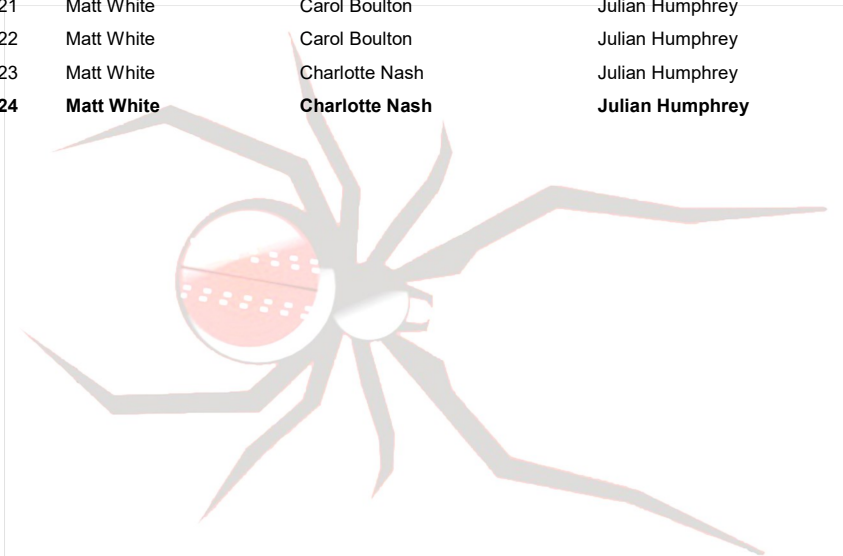 21 Matt White Carol Boulton Julian Humphrey
22 Matt White Carol Boulton Julian Humphrey
23 Matt White Charlotte Nash Julian Humphrey
24 Matt White Charlotte Nash Julian Humphrey